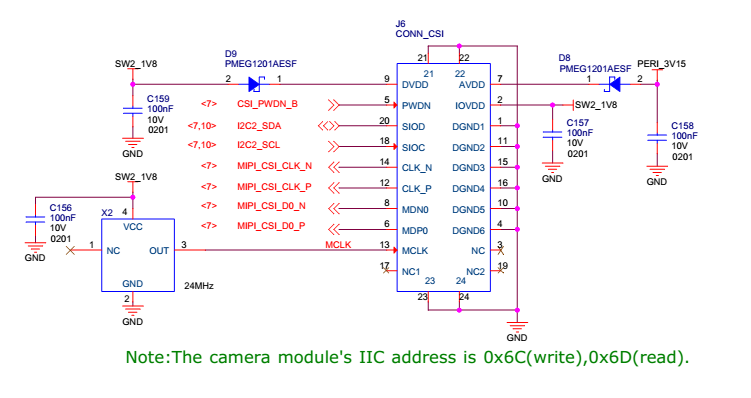 J6
CONN_CSI
D9
PMEG1201AESF
SW2_1V8
2
1
C159
100nF
10V
0201
GND
<7> CSI_PWDN_B
<7,10> I2C2_SDA
<7,10> I2C2_SCL
<7> MIPI_CSI_CLK_N
<7> MIPI_CSI_CLK_P
<7> MIPI_CSI_D0_N
<7> MIPI_CSI_D0_P
21 22
21 22
9 DVDD AVDD 7
5 PWDN IOVDD 2
20 SIOD DGND1 1
18 SIOC DGND2 11
14 CLK_N DGND3 15
12 CLK_P DGND4 16
8 MDN0 DGND5 10
6 MDP0 DGND6 4
13 MCLK NC 3
17 NC1 NC2 19
23 24
23 24
D8
PMEG1201AESF
PERI_3V15
1
2
SW2_1V8
C157
100nF
10V
0201
GND
C158
100nF
10V
0201
GND
GND
SW2_1V8
C156
100nF
10V
0201
GND
X2
4
VCC
1 NC OUT 3
MCLK
GND
2
24MHz
GND
Note:The camera module's IIC address is 0x6C(write),0x6D(read).